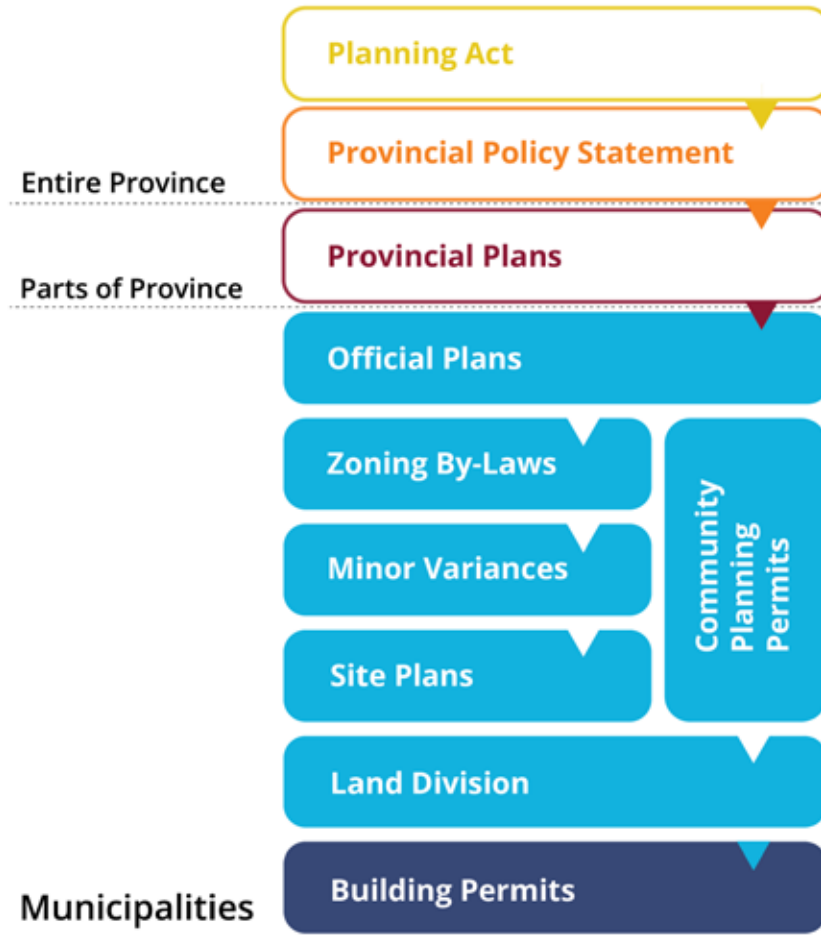 Planning Act
Provincial Policy Statement
Entire Province
Provincial Plans
Parts of Province
Official Plans
Zoning By-Laws
Minor Variances
Site Plans
Community
Planning
Permits
Land Division
Building Permits
Municipalities